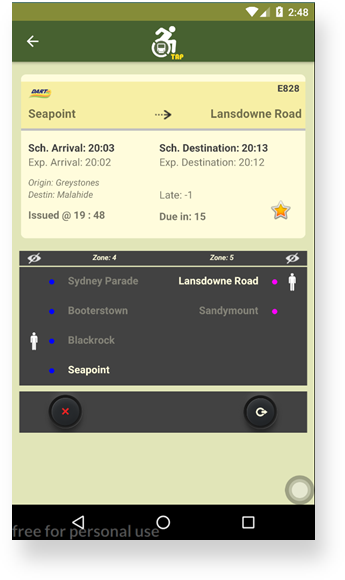 2:48
TAP
DART
E828
Seapoint
Lansdowne Road
Sch. Arrival: 20:03
Sch. Destination: 20:13
Exp. Arrival: 20:02
Exp. Destination: 20:12
Origin: Greystones
Destin: Malahide
Late: -1
Issued @ 19 : 48
Due in: 15
Zone: 4
Zone: 5
Sydney Parade
Lansdowne Road
Booterstown
Sandymount
Blackrock
Seapoint
free for personal use